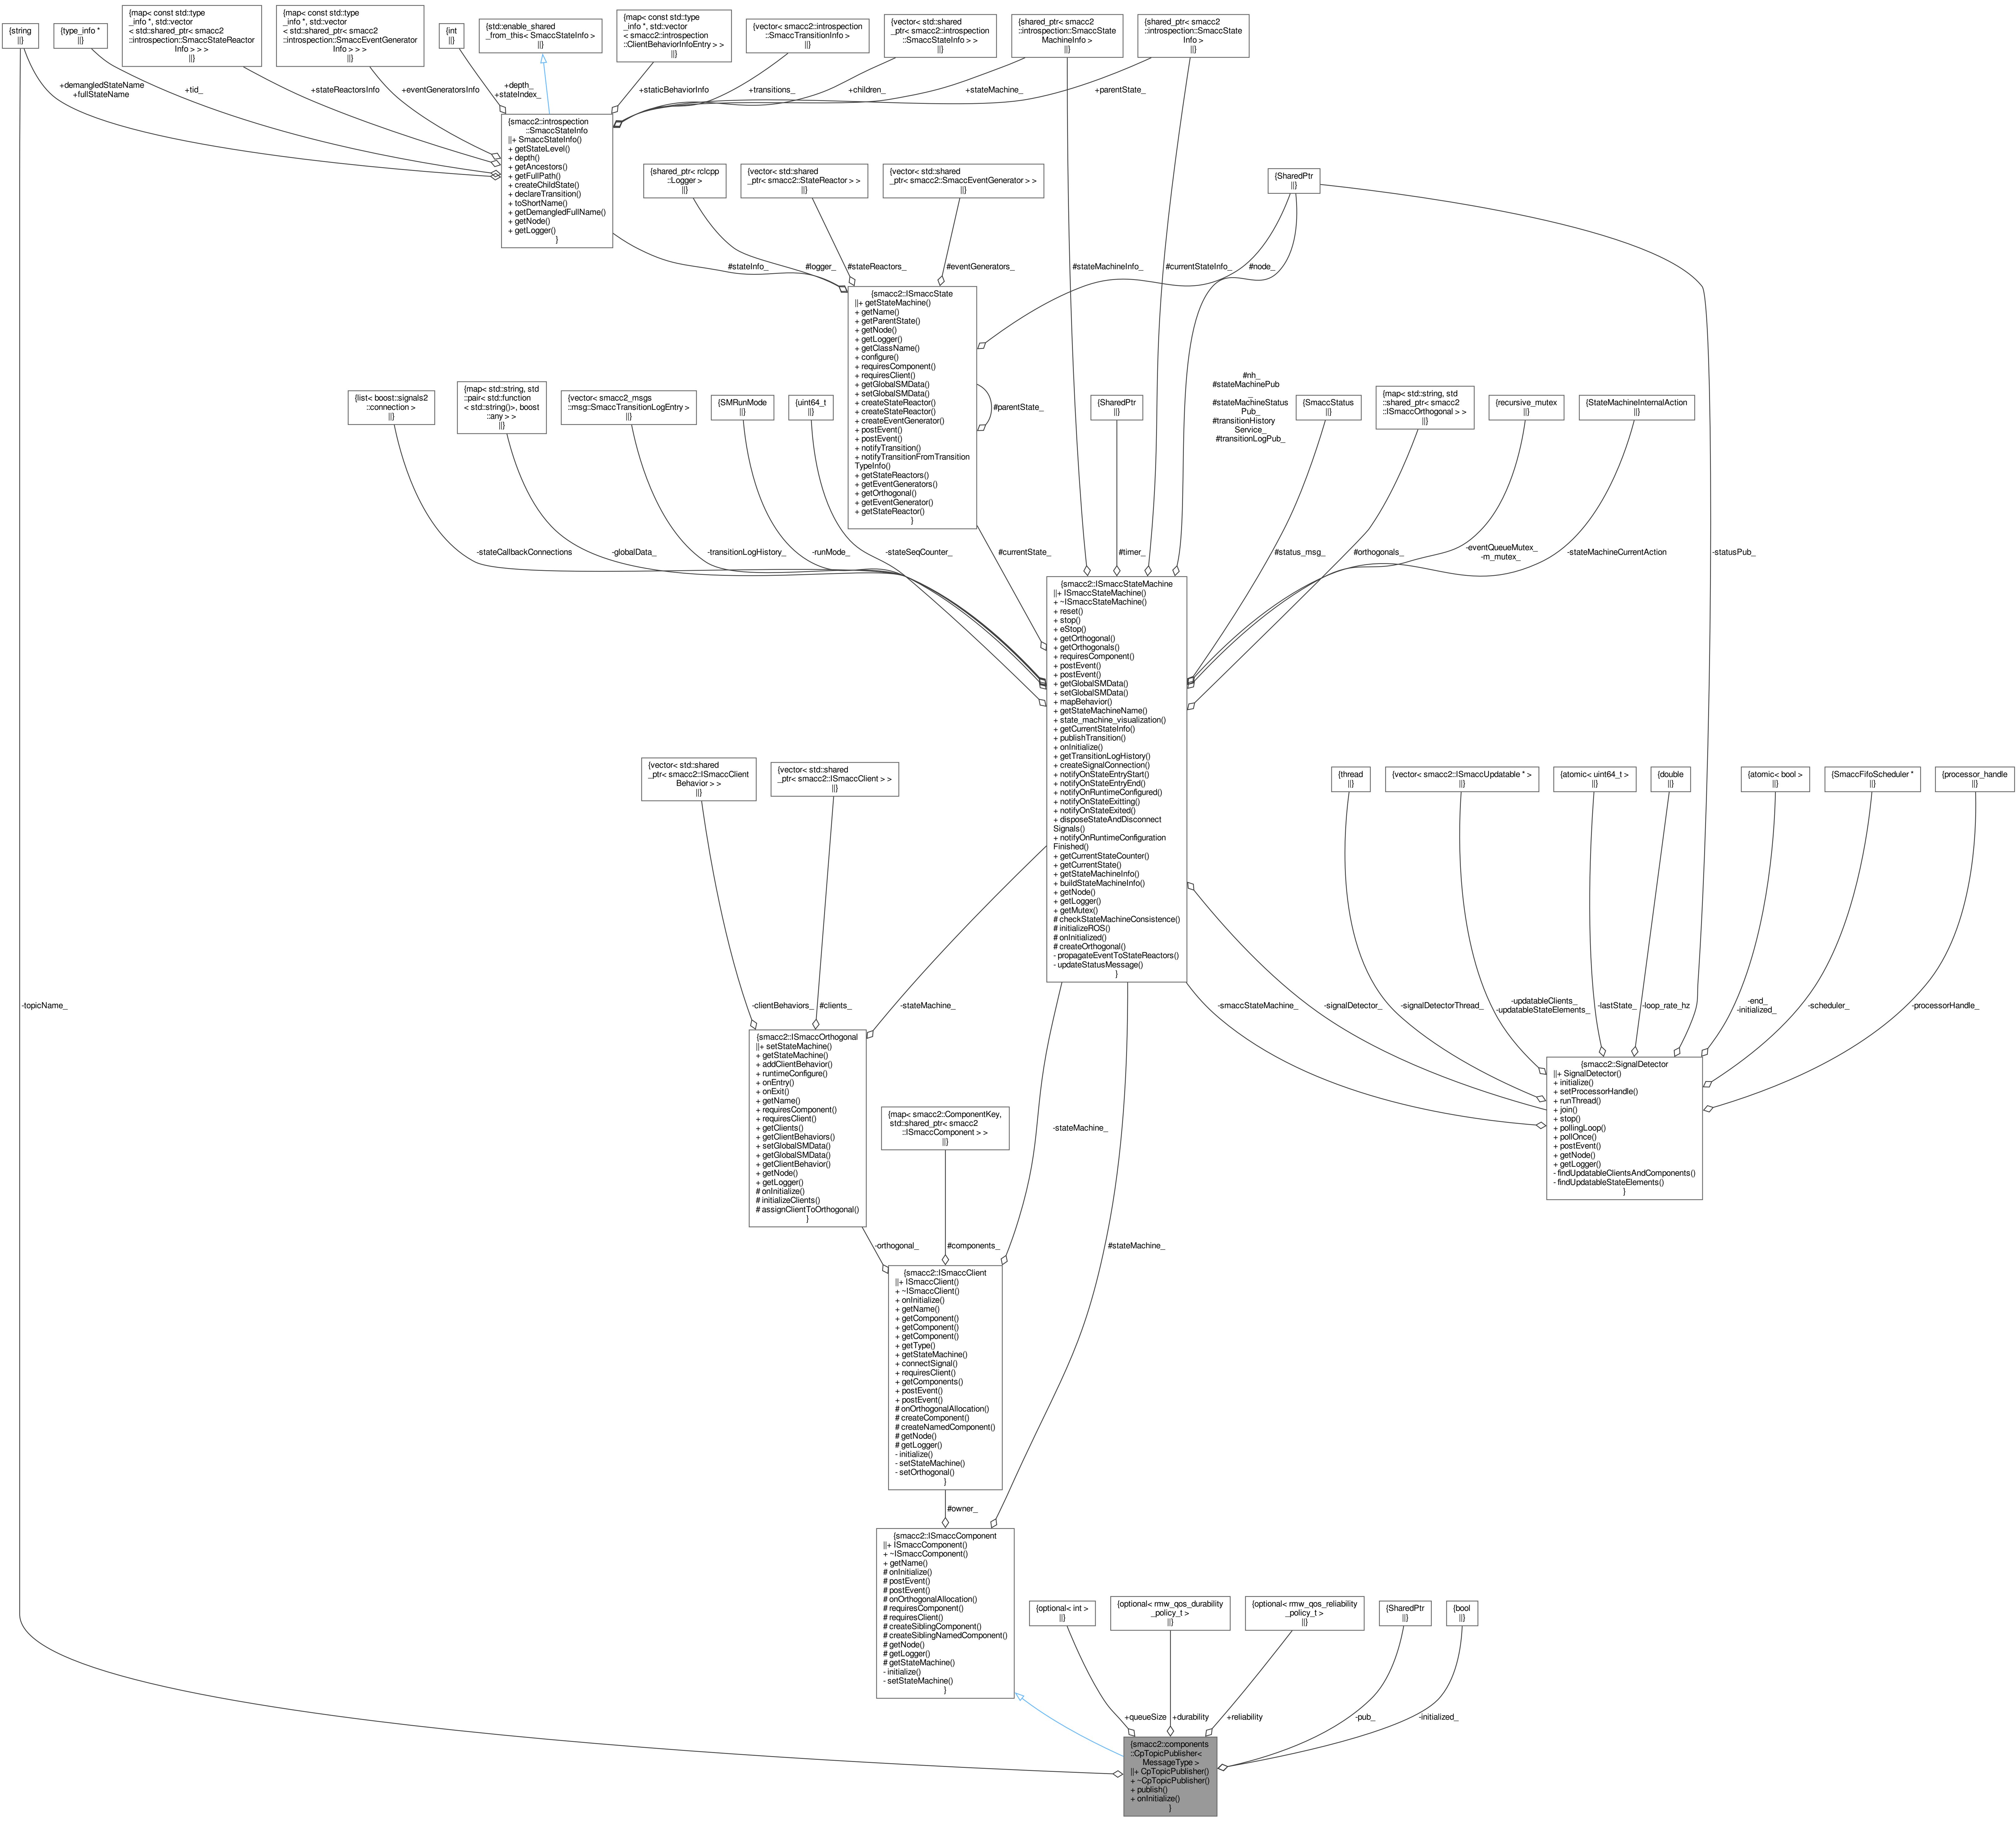 {string
||}
{type_info *
||}
{map< const std::type
_info *, std::vector
< std::shared_ptr< smacc2
::introspection::SmaccStateReactor
Info > > >
||}
{map< const std::type
_info *, std::vector
< std::shared_ptr< smacc2
::introspection::SmaccEventGenerator
Info > > >
||}
{int
||}
{std::enable_shared
_from_this< SmaccStateInfo >
||}
{map< const std::type
_info *, std::vector
< smacc2::introspection
::ClientBehaviorInfoEntry > >
||}
{vector< smacc2::introspection
::SmaccTransitionInfo >
||}
{vector< std::shared
_ptr< smacc2::introspection
::SmaccStateInfo > >
||}
{shared_ptr< smacc2
::introspection::SmaccState
MachineInfo >
||}
{shared_ptr< smacc2
::introspection::SmaccState
Info >
||}
+demangledStateName
+fullStateName
+tid_
+stateReactorsInfo
+eventGeneratorsInfo
+depth_
+stateIndex_
+staticBehaviorInfo
+transitions_
+children_
+stateMachine_
+parentState_
{smacc2::introspection
::SmaccStateInfo
||+ SmaccStateInfo()
+ getStateLevel()
+ depth()
+ getAncestors()
+ getFullPath()
+ createChildState()
+ declareTransition()
+ toShortName()
+ getDemangledFullName()
+ getNode()
+ getLogger()
}
{shared_ptr< rclcpp
::Logger >
||}
{vector< std::shared
_ptr< smacc2::StateReactor > >
||}
{vector< std::shared
_ptr< smacc2::SmaccEventGenerator > >
||}
{SharedPtr
||}
#stateInfo_
#logger_
#stateReactors_
#eventGenerators_
#stateMachineInfo_
#currentStateInfo_
#node_
{smacc2::ISmaccState
||+ getStateMachine()
+ getName()
+ getParentState()
+ getNode()
+ getLogger()
+ getClassName()
+ configure()
+ requiresComponent()
+ requiresClient()
+ getGlobalSMData()
+ setGlobalSMData()
+ createStateReactor()
+ createStateReactor()
+ createEventGenerator()
+ postEvent()
+ postEvent()
+ notifyTransition()
+ notifyTransitionFromTransition
TypeInfo()
+ getStateReactors()
+ getEventGenerators()
+ getOrthogonal()
+ getEventGenerator()
+ getStateReactor()
}
#parentState_
{list< boost::signals2
::connection >
||}
{map< std::string, std
::pair< std::function
< std::string()>, boost
::any > >
||}
{vector< smacc2_msgs
::msg::SmaccTransitionLogEntry >
||}
{SMRunMode
||}
{uint64_t
||}
{SharedPtr
||}
#nh_
#stateMachinePub
_
#stateMachineStatus
Pub_
#transitionHistory
Service_
#transitionLogPub_
{SmaccStatus
||}
{map< std::string, std
::shared_ptr< smacc2
::ISmaccOrthogonal > >
||}
{recursive_mutex
||}
{StateMachineInternalAction
||}
-stateCallbackConnections
-globalData_
-transitionLogHistory_
-runMode_
-stateSeqCounter_
#currentState_
#timer_
#status_msg_
#orthogonals_
-eventQueueMutex_
-m_mutex_
-stateMachineCurrentAction
-statusPub_
{smacc2::ISmaccStateMachine
||+ ISmaccStateMachine()
+ ~ISmaccStateMachine()
+ reset()
+ stop()
+ eStop()
+ getOrthogonal()
+ getOrthogonals()
+ requiresComponent()
+ postEvent()
+ postEvent()
+ getGlobalSMData()
+ setGlobalSMData()
+ mapBehavior()
+ getStateMachineName()
+ state_machine_visualization()
+ getCurrentStateInfo()
+ publishTransition()
+ onInitialize()
+ getTransitionLogHistory()
+ createSignalConnection()
+ notifyOnStateEntryStart()
+ notifyOnStateEntryEnd()
+ notifyOnRuntimeConfigured()
+ notifyOnStateExitting()
+ notifyOnStateExited()
+ disposeStateAndDisconnect
Signals()
+ notifyOnRuntimeConfiguration
Finished()
+ getCurrentStateCounter()
+ getCurrentState()
+ getStateMachineInfo()
+ buildStateMachineInfo()
+ getNode()
+ getLogger()
+ getMutex()
# checkStateMachineConsistence()
# initializeROS()
# onInitialized()
# createOrthogonal()
- propagateEventToStateReactors()
- updateStatusMessage()
}
{vector< std::shared
_ptr< smacc2::ISmaccClient
Behavior > >
||}
{vector< std::shared
_ptr< smacc2::ISmaccClient > >
||}
{thread
||}
{vector< smacc2::ISmaccUpdatable * >
||}
{atomic< uint64_t >
||}
{double
||}
{atomic< bool >
||}
{SmaccFifoScheduler *
||}
{processor_handle
||}
-topicName_
-clientBehaviors_
#clients_
-stateMachine_
-smaccStateMachine_
-signalDetector_
-signalDetectorThread_
-updatableClients_
-updatableStateElements_
-lastState_
-loop_rate_hz
-end_
-initialized_
-scheduler_
-processorHandle_
{smacc2::ISmaccOrthogonal
||+ setStateMachine()
+ getStateMachine()
+ addClientBehavior()
+ runtimeConfigure()
+ onEntry()
+ onExit()
+ getName()
+ requiresComponent()
+ requiresClient()
+ getClients()
+ getClientBehaviors()
+ setGlobalSMData()
+ getGlobalSMData()
+ getClientBehavior()
+ getNode()
+ getLogger()
# onInitialize()
# initializeClients()
# assignClientToOrthogonal()
}
{smacc2::SignalDetector
||+ SignalDetector()
+ initialize()
+ setProcessorHandle()
+ runThread()
+ join()
+ stop()
+ pollingLoop()
+ pollOnce()
+ postEvent()
+ getNode()
+ getLogger()
- findUpdatableClientsAndComponents()
- findUpdatableStateElements()
}
{map< smacc2::ComponentKey,
std::shared_ptr< smacc2
::ISmaccComponent > >
||}
-stateMachine_
-orthogonal_
#components_
#stateMachine_
{smacc2::ISmaccClient
||+ ISmaccClient()
+ ~ISmaccClient()
+ onInitialize()
+ getName()
+ getComponent()
+ getComponent()
+ getComponent()
+ getType()
+ getStateMachine()
+ connectSignal()
+ requiresClient()
+ getComponents()
+ postEvent()
+ postEvent()
# onOrthogonalAllocation()
# createComponent()
# createNamedComponent()
# getNode()
# getLogger()
- initialize()
- setStateMachine()
- setOrthogonal()
}
#owner_
{smacc2::ISmaccComponent
||+ ISmaccComponent()
+ ~ISmaccComponent()
+ getName()
# onInitialize()
# postEvent()
# postEvent()
# onOrthogonalAllocation()
# requiresComponent()
# requiresClient()
# createSiblingComponent()
# createSiblingNamedComponent()
# getNode()
# getLogger()
# getStateMachine()
- initialize()
- setStateMachine()
}
{optional< int >
||}
{optional< rmw_qos_durability
_policy_t >
||}
{optional< rmw_qos_reliability
_policy_t >
||}
{SharedPtr
||}
{bool
||}
+queueSize
+durability
+reliability
-pub_
-initialized_
{smacc2::components
::CpTopicPublisher<
MessageType >
||+ CpTopicPublisher()
+ ~CpTopicPublisher()
+ publish()
+ onInitialize()
}